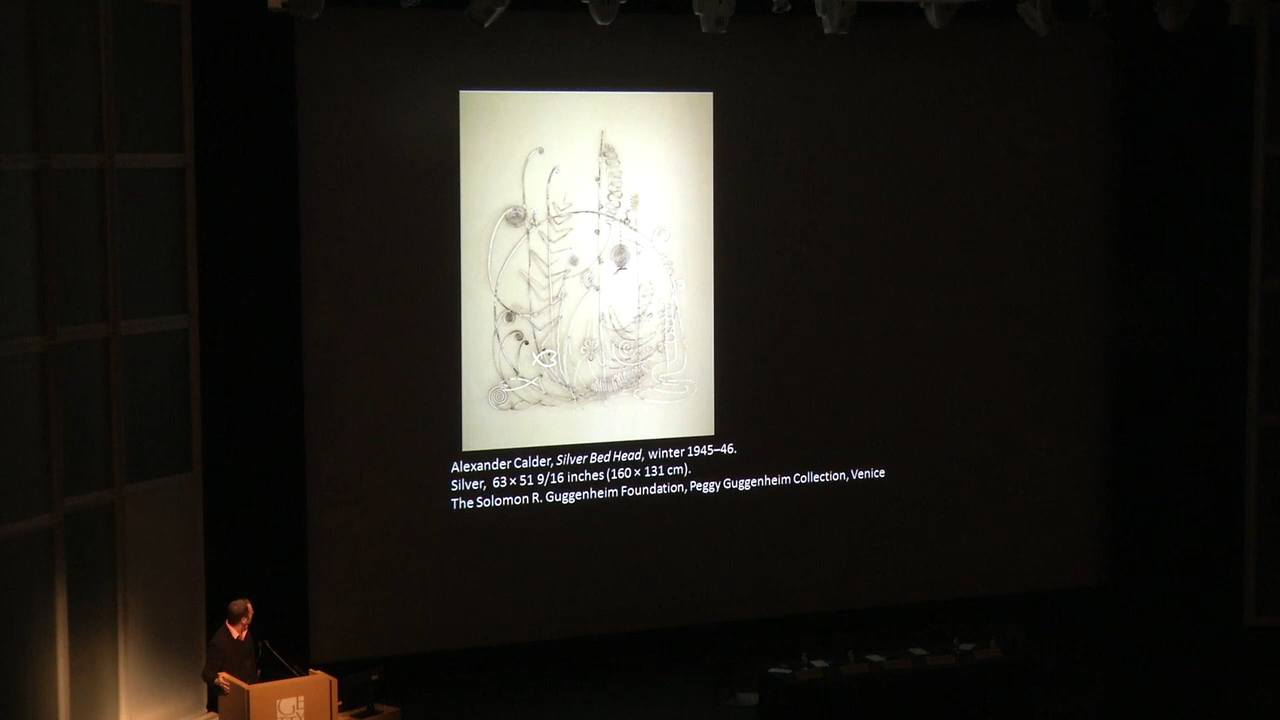 Alexander Calder, Silver Bed Head, winter 1945–46.
Silver, 63 × 51 9/16 inches (160 × 131 cm).
The Solomon R. Guggenheim Foundation, Peggy Guggenheim Collection, Venice